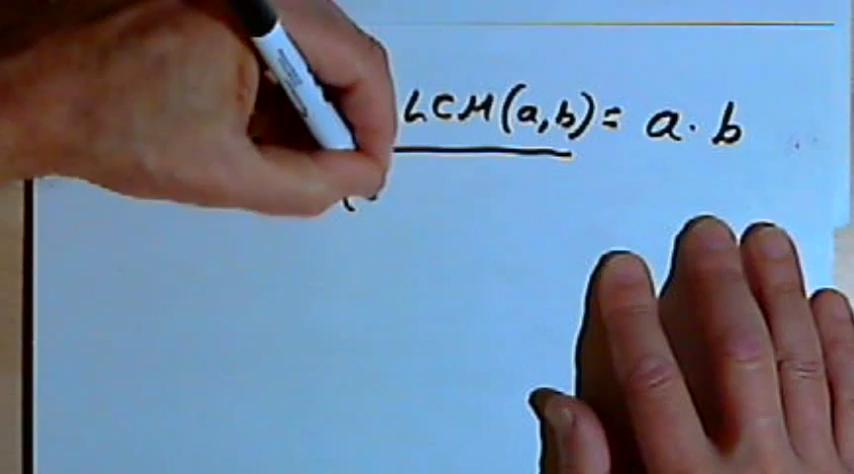 LCM(a,b) = a · b